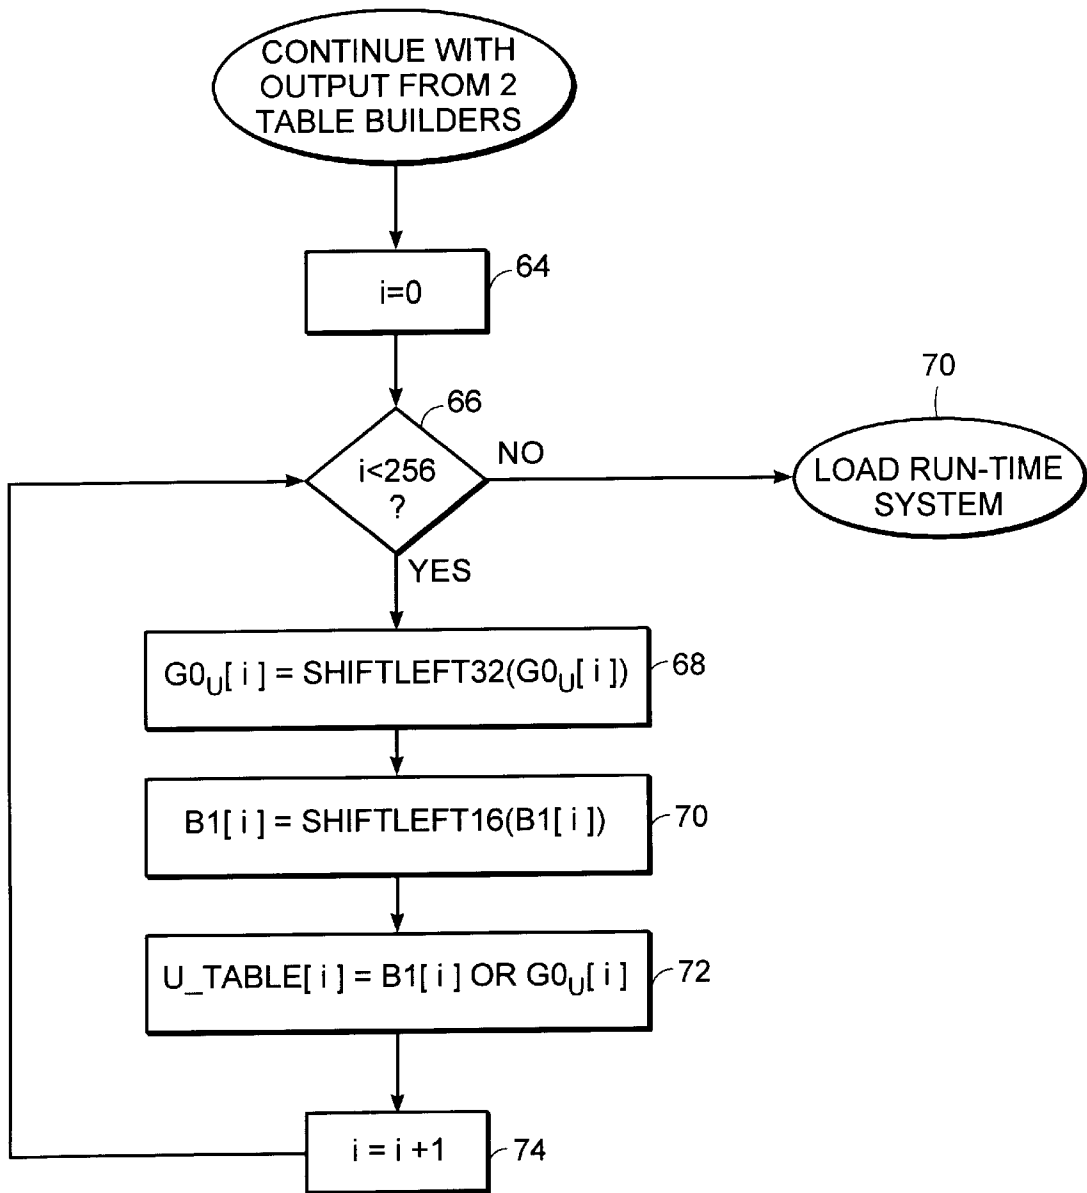 CONTINUE WITH
OUTPUT FROM 2
TABLE BUILDERS
i=0
64
66
i<256
?
NO
YES
70
LOAD RUN-TIME
SYSTEM
G0U[ i ] = SHIFTLEFT32(G0U[ i ])
68
B1[ i ] = SHIFTLEFT16(B1[ i ])
70
U_TABLE[ i ] = B1[ i ] OR G0U[ i ]
72
i = i +1
74